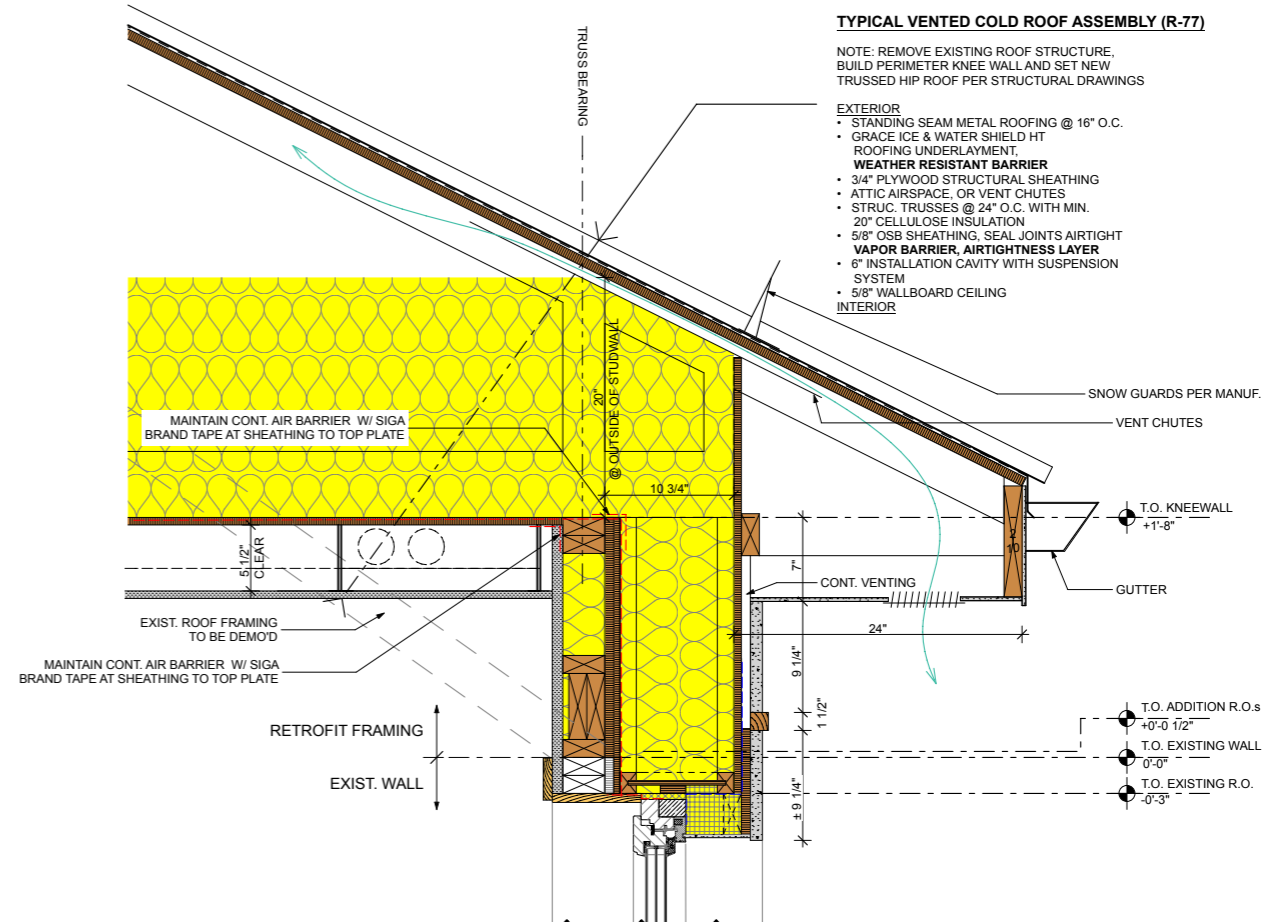 TYPICAL VENTED COLD ROOF ASSEMBLY (R-77)
NOTE: REMOVE EXISTING ROOF STRUCTURE,
BUILD PERIMETER KNEE WALL AND SET NEW
TRUSSED HIP ROOF PER STRUCTURAL DRAWINGS
EXTERIOR
• STANDING SEAM METAL ROOFING @ 16" O.C.
• GRACE ICE & WATER SHIELD HT
ROOFING UNDERLAYMENT,
WEATHER RESISTANT BARRIER
• 3/4" PLYWOOD STRUCTURAL SHEATHING
• ATTIC AIRSPACE, OR VENT CHUTES
• STRUC. TRUSSES @ 24" O.C. WITH MIN.
20" CELLULOSE INSULATION
• 5/8" OSB SHEATHING, SEAL JOINTS AIRTIGHT
VAPOR BARRIER, AIRTIGHTNESS LAYER
• 6" INSTALLATION CAVITY WITH SUSPENSION
SYSTEM
• 5/8" WALLBOARD CEILING
INTERIOR
TRUSS BEARING
SNOW GUARDS PER MANUF.
VENT CHUTES
20"
@ OUTSIDE OF STUDWALL
MAINTAIN CONT. AIR BARRIER W/ SIGA
BRAND TAPE AT SHEATHING TO TOP PLATE
10 3/4"
T.O. KNEEWALL
+1'-8"
2
10
5 1/2"
CLEAR
7"
CONT. VENTING
GUTTER
EXIST. ROOF FRAMING
TO BE DEMO'D
24"
MAINTAIN CONT. AIR BARRIER W/ SIGA
BRAND TAPE AT SHEATHING TO TOP PLATE
9 1/4"
1 1/2"
T.O. ADDITION R.O.s
+0'-0 1/2"
RETROFIT FRAMING
T.O. EXISTING WALL
0'-0"
EXIST. WALL
T.O. EXISTING R.O.
-0'-3"
± 9 1/4"